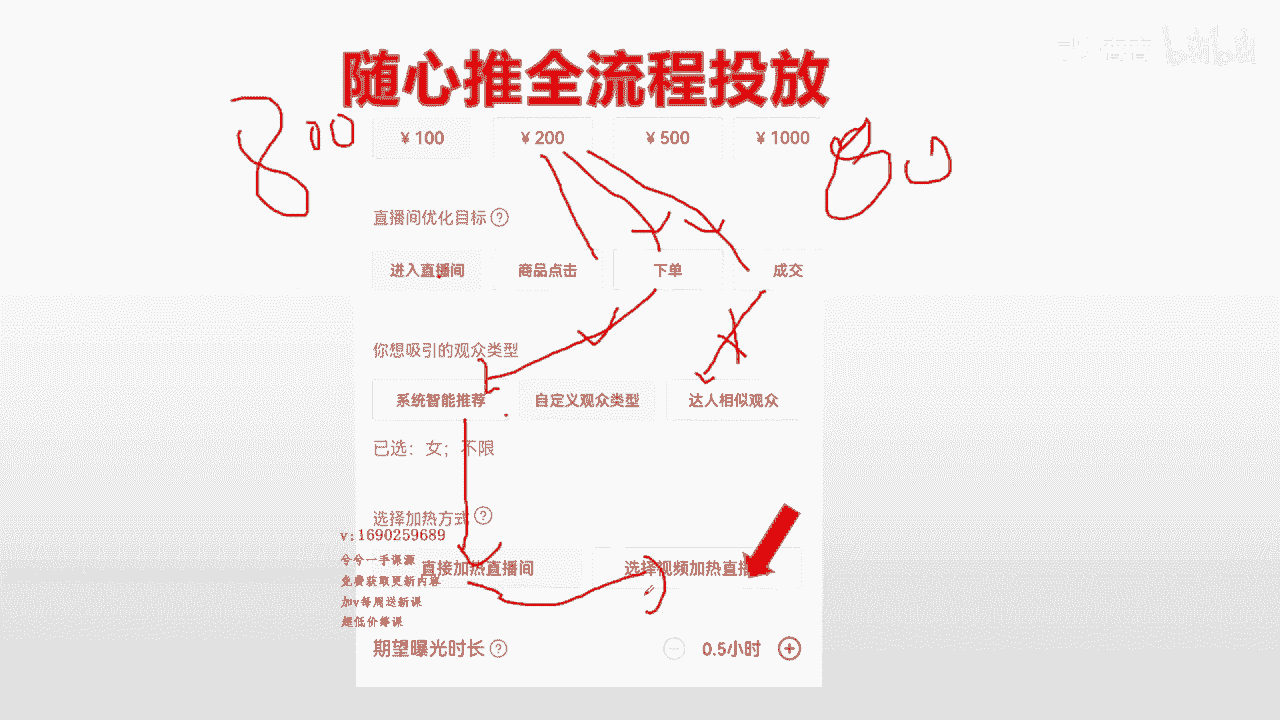 随心推全流程投放
800
¥ 100 ¥ 200 ¥ 500 ¥ 1000
直播间优化目标 ?
进入直播间 商品点击 下单 成交
你想吸引的观众类型
系统智能推荐 自定义观众类型 达人相似观众
已选：女；不限
选择加热方式 ?
v:1690259689
兮兮一手课源
直接加热直播间 选择视频加热直播
免费获取更新内容
加v每周送新课
超低价筹课
期望曝光时长 ? 0.5小时